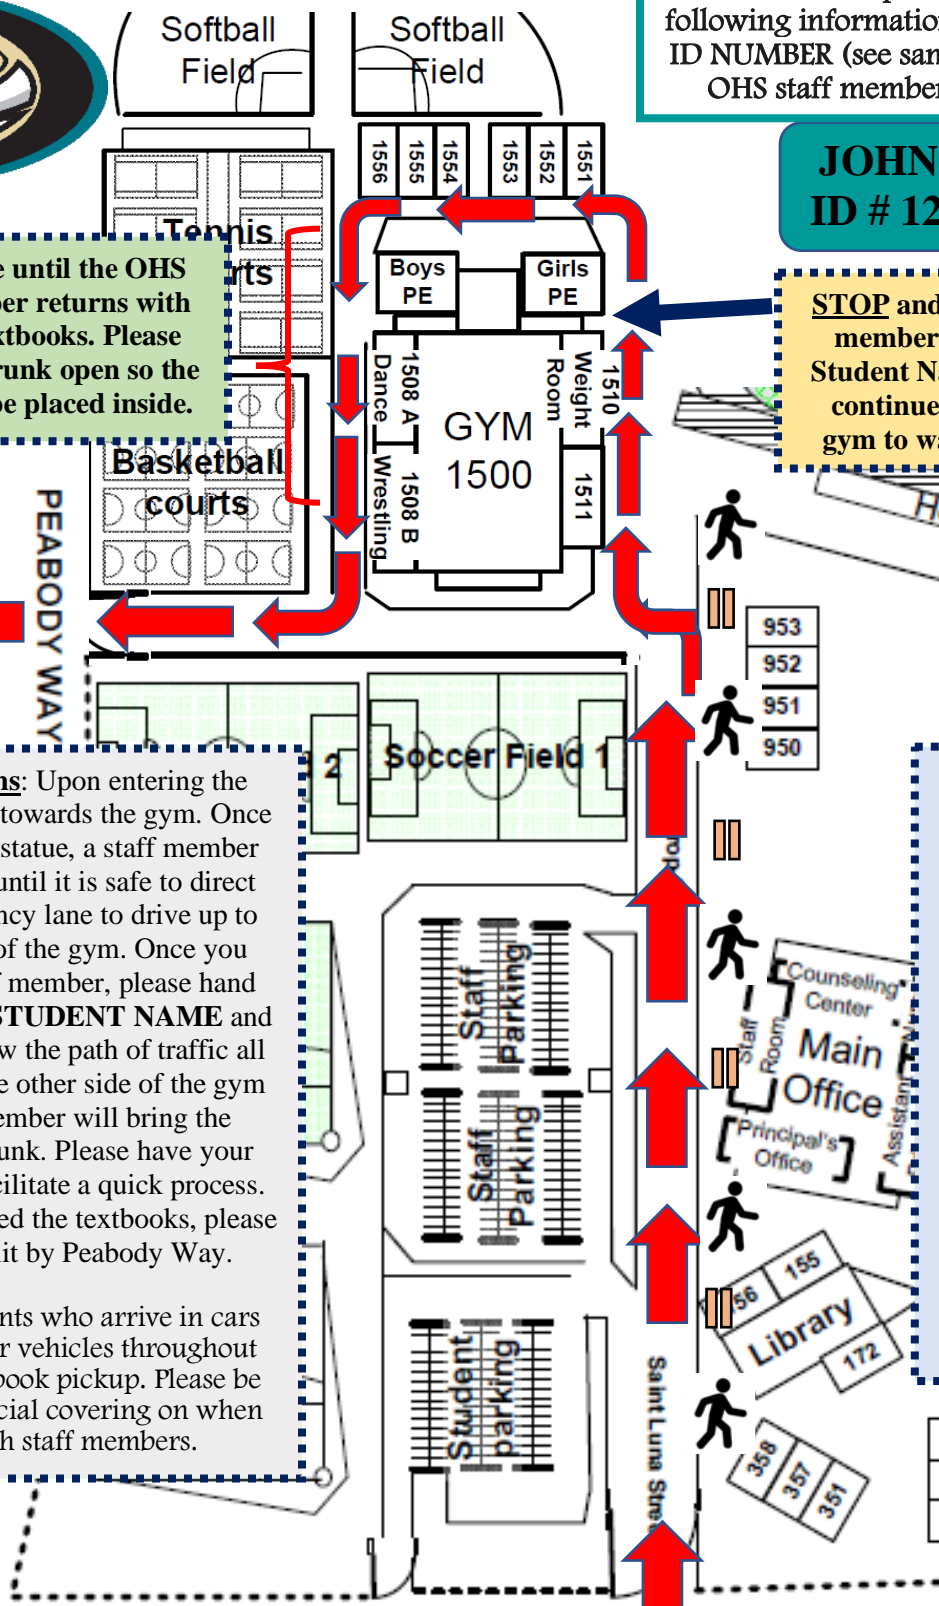 Softball
Field
Softball
Field
following information
ID NUMBER (see sam
OHS staff member
JOHN
ID # 12
1556
1555
1554
1553
1552
1551
Tennis
rts
Boys
PE
Girls
PE
e until the OHS
ber returns with
xtbooks. Please
runk open so the
be placed inside.
STOP and
member
Student Na
continue
gym to wa
1508 A
Dance
1508 B
Wrestling
GYM
1500
Weight
Room
1510
1511
Basketball
courts
H
PEABODY WAY
953
952
951
950
2
Soccer Field 1
rop
ns: Upon entering the
towards the gym. Once
statue, a staff member
until it is safe to direct
ncy lane to drive up to
of the gym. Once you
f member, please hand
STUDENT NAME and
w the path of traffic all
e other side of the gym
ember will bring the
unk. Please have your
cilitate a quick process.
ed the textbooks, please
it by Peabody Way.
nts who arrive in cars
r vehicles throughout
book pickup. Please be
cial covering on when
h staff members.
Staff
Parking
Staff
Parking
Student
parking
Counseling
Center
Staff
Room
Main
Office
Assistant
Principal's
Office
56
155
Library
172
358
357
351
Saint Luna Stree